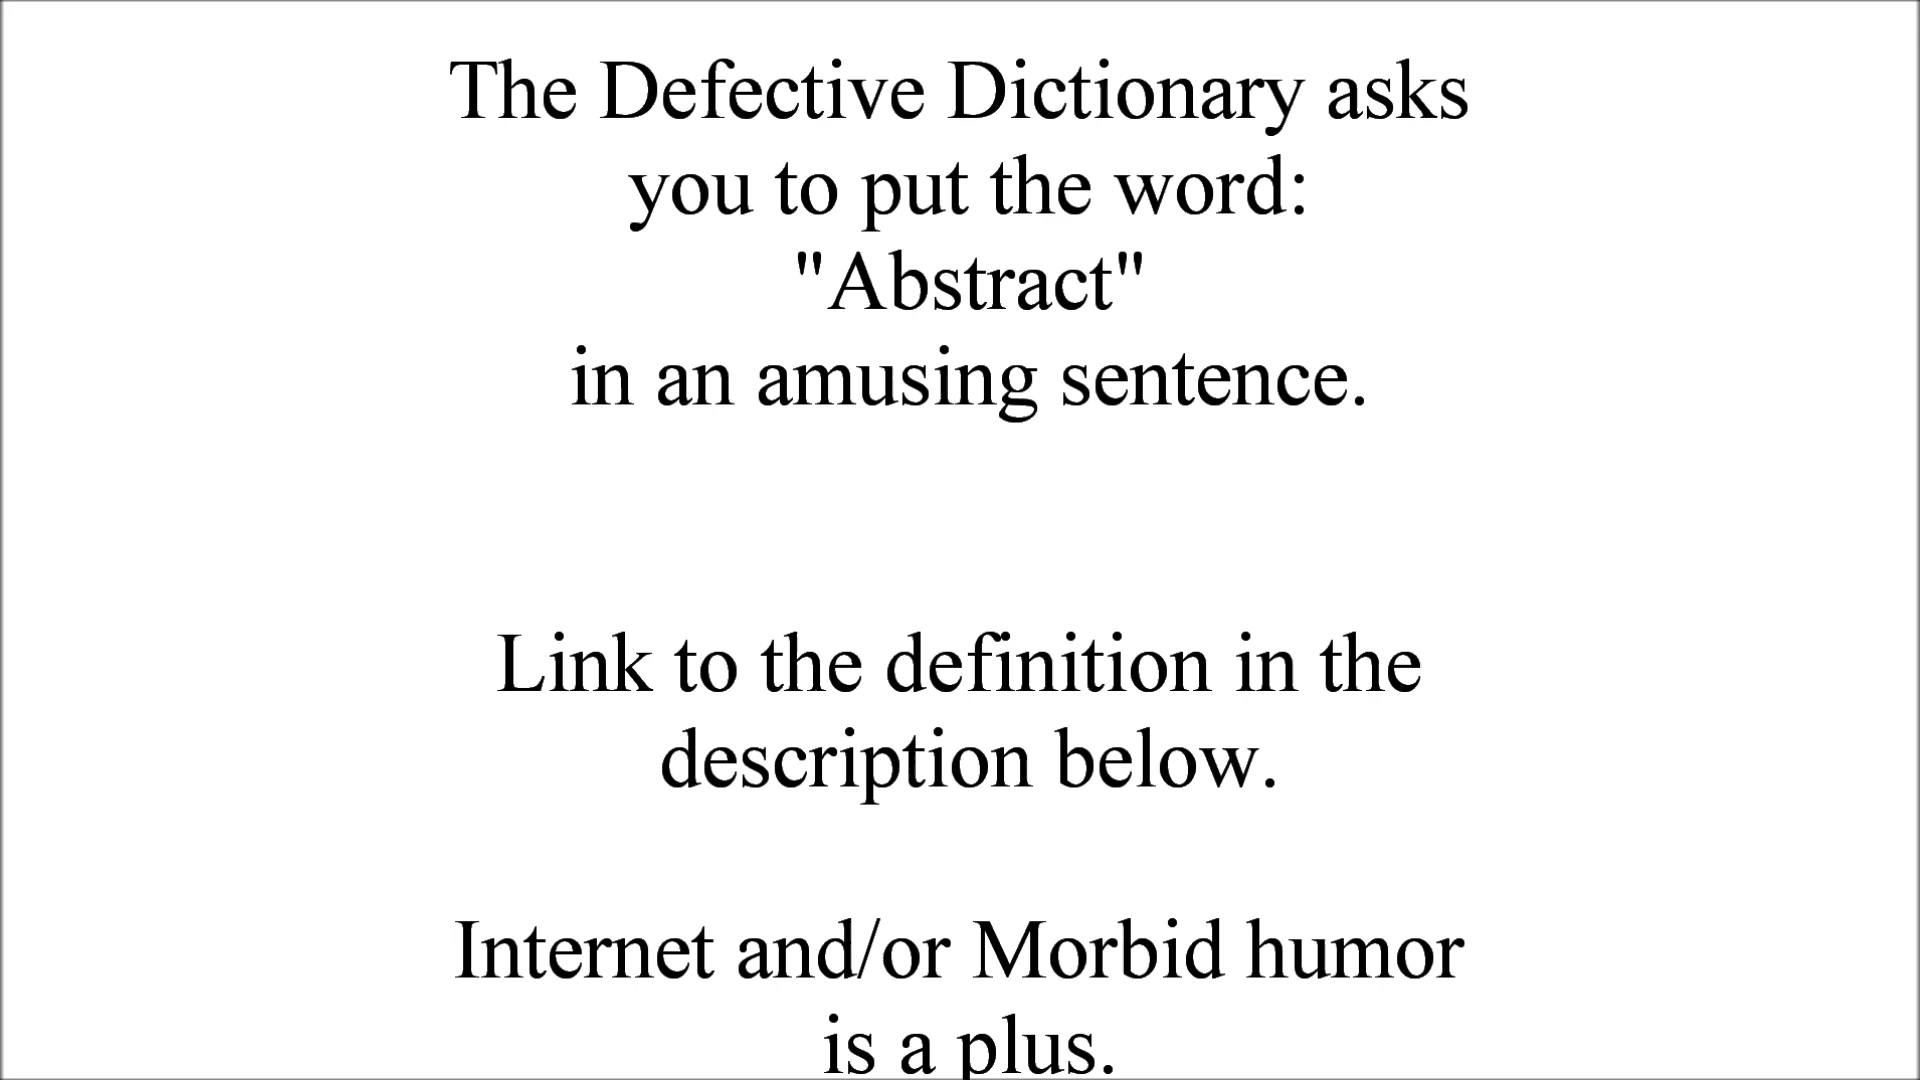 The Defective Dictionary asks
you to put the word:
"Abstract"
in an amusing sentence.
Link to the definition in the
description below.
Internet and/or Morbid humor
is a plus.